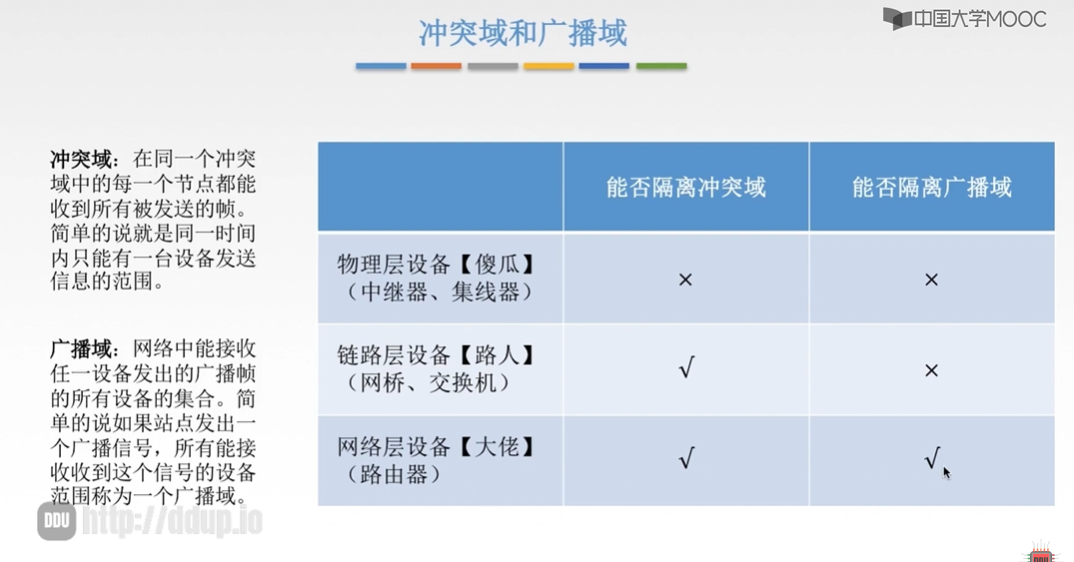 中国大学MOOC
冲突域和广播域
冲突域：在同一个冲突
域中的每一个节点都能
收到所有被发送的帧。
简单的说就是同一时间
内只能有一台设备发送
信息的范围。
广播域：网络中能接收
任一设备发出的广播帧
的所有设备的集合。简
单的说如果站点发出一
个广播信号，所有能接
收收到这个信号的设备
范围称为一个广播域。
能否隔离冲突域
能否隔离广播域
物理层设备【傻瓜】
（中继器、集线器）
×
×
链路层设备【路人】
（网桥、交换机）
√
×
网络层设备【大佬】
（路由器）
√
√
DDU http://ddup.io
DDU